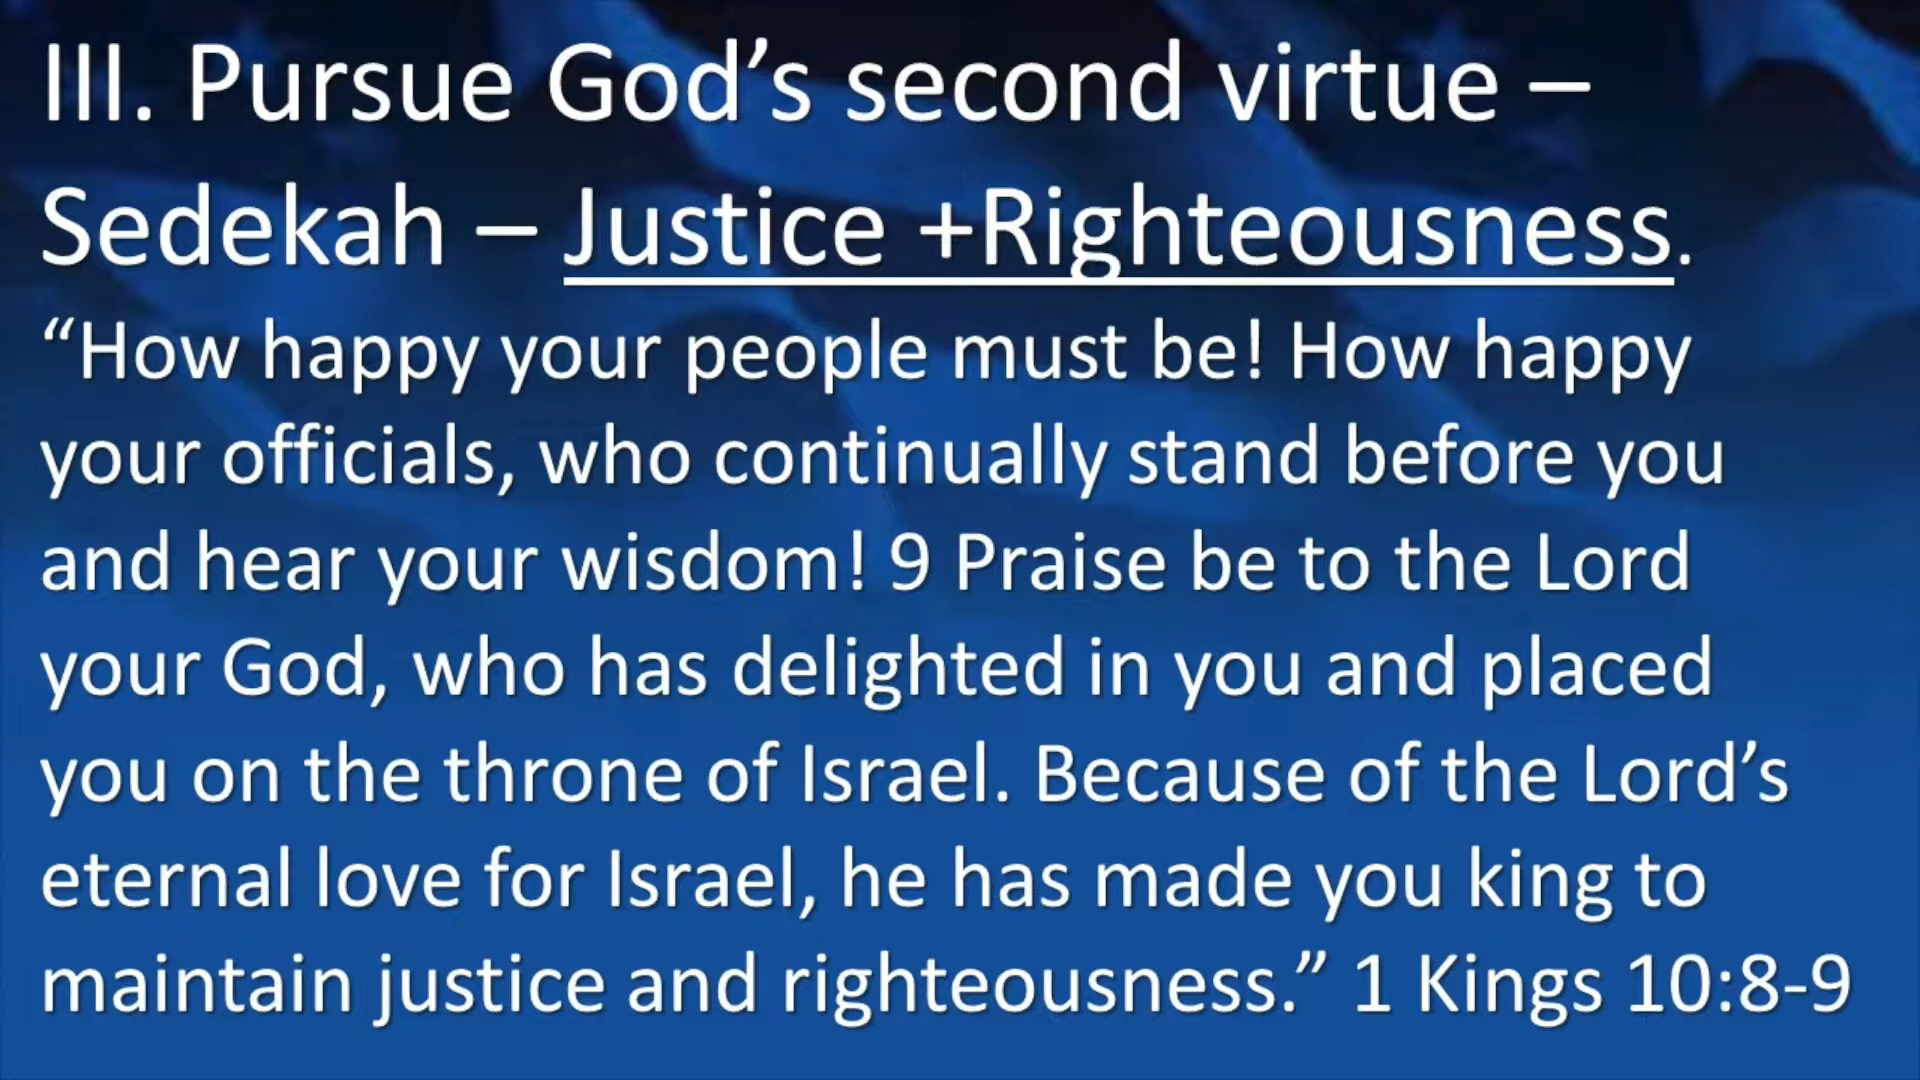 III. Pursue God’s second virtue –
Sedekah – Justice +Righteousness.
“How happy your people must be! How happy
your officials, who continually stand before you
and hear your wisdom! 9 Praise be to the Lord
your God, who has delighted in you and placed
you on the throne of Israel. Because of the Lord’s
eternal love for Israel, he has made you king to
maintain justice and righteousness.” 1 Kings 10:8-9